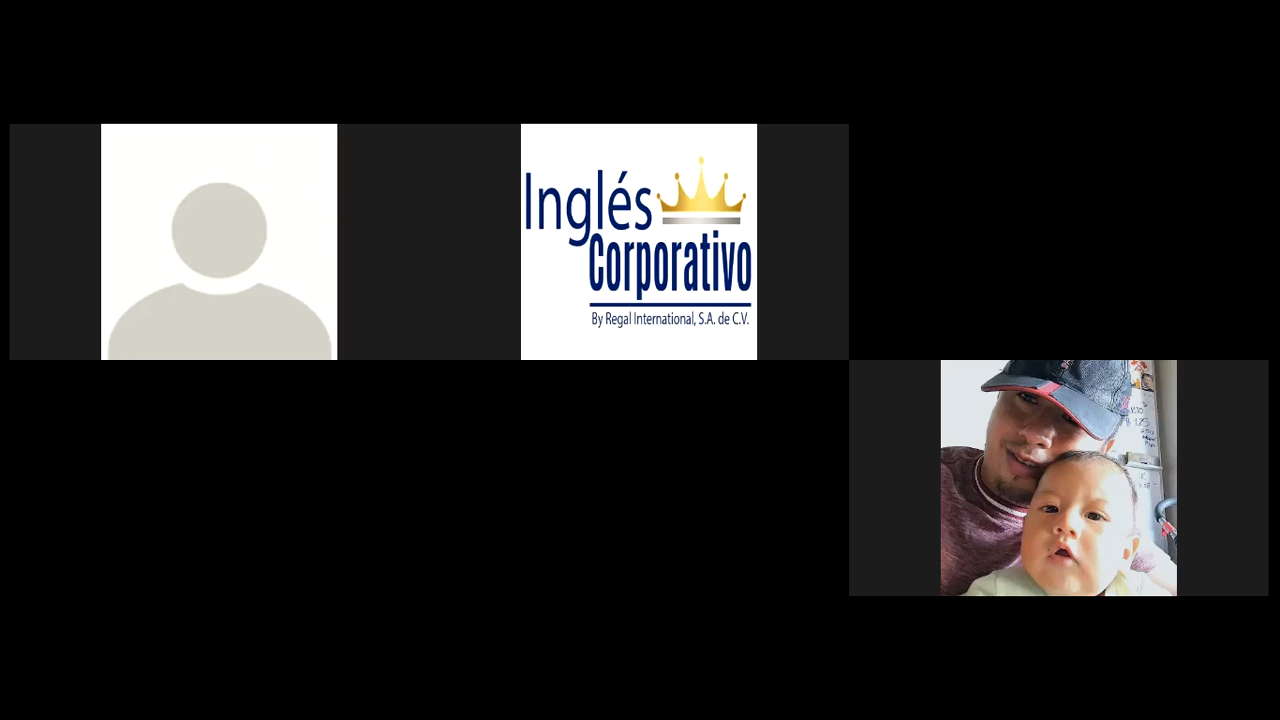 Inglés
Corporativo
By Regal International, S.A. de C.V.